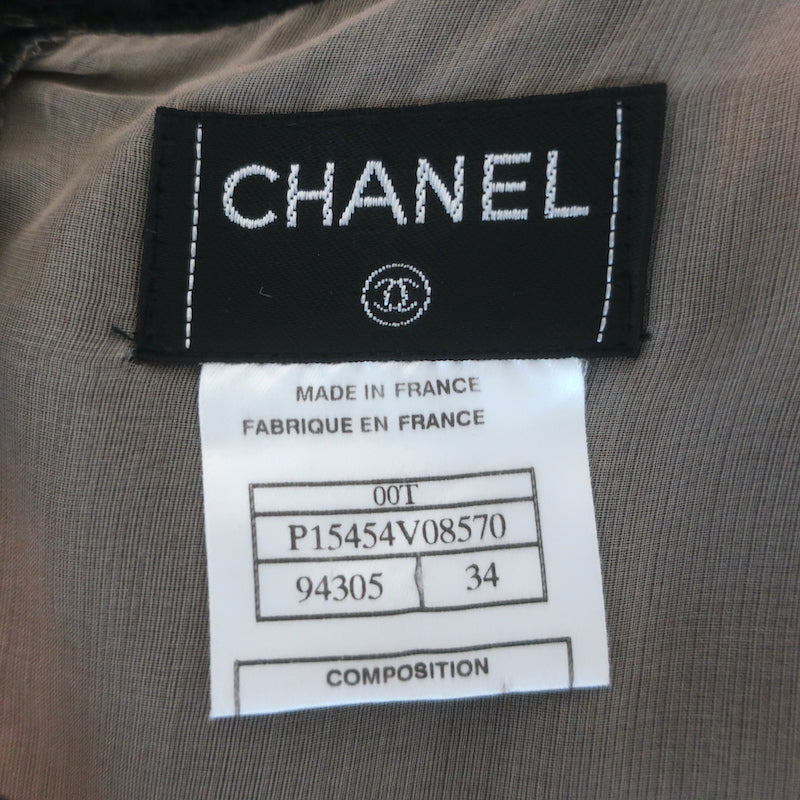 CHANEL
MADE IN FRANCE
FABRIQUE EN FRANCE
00T
P15454V08570
94305 34
COMPOSITION